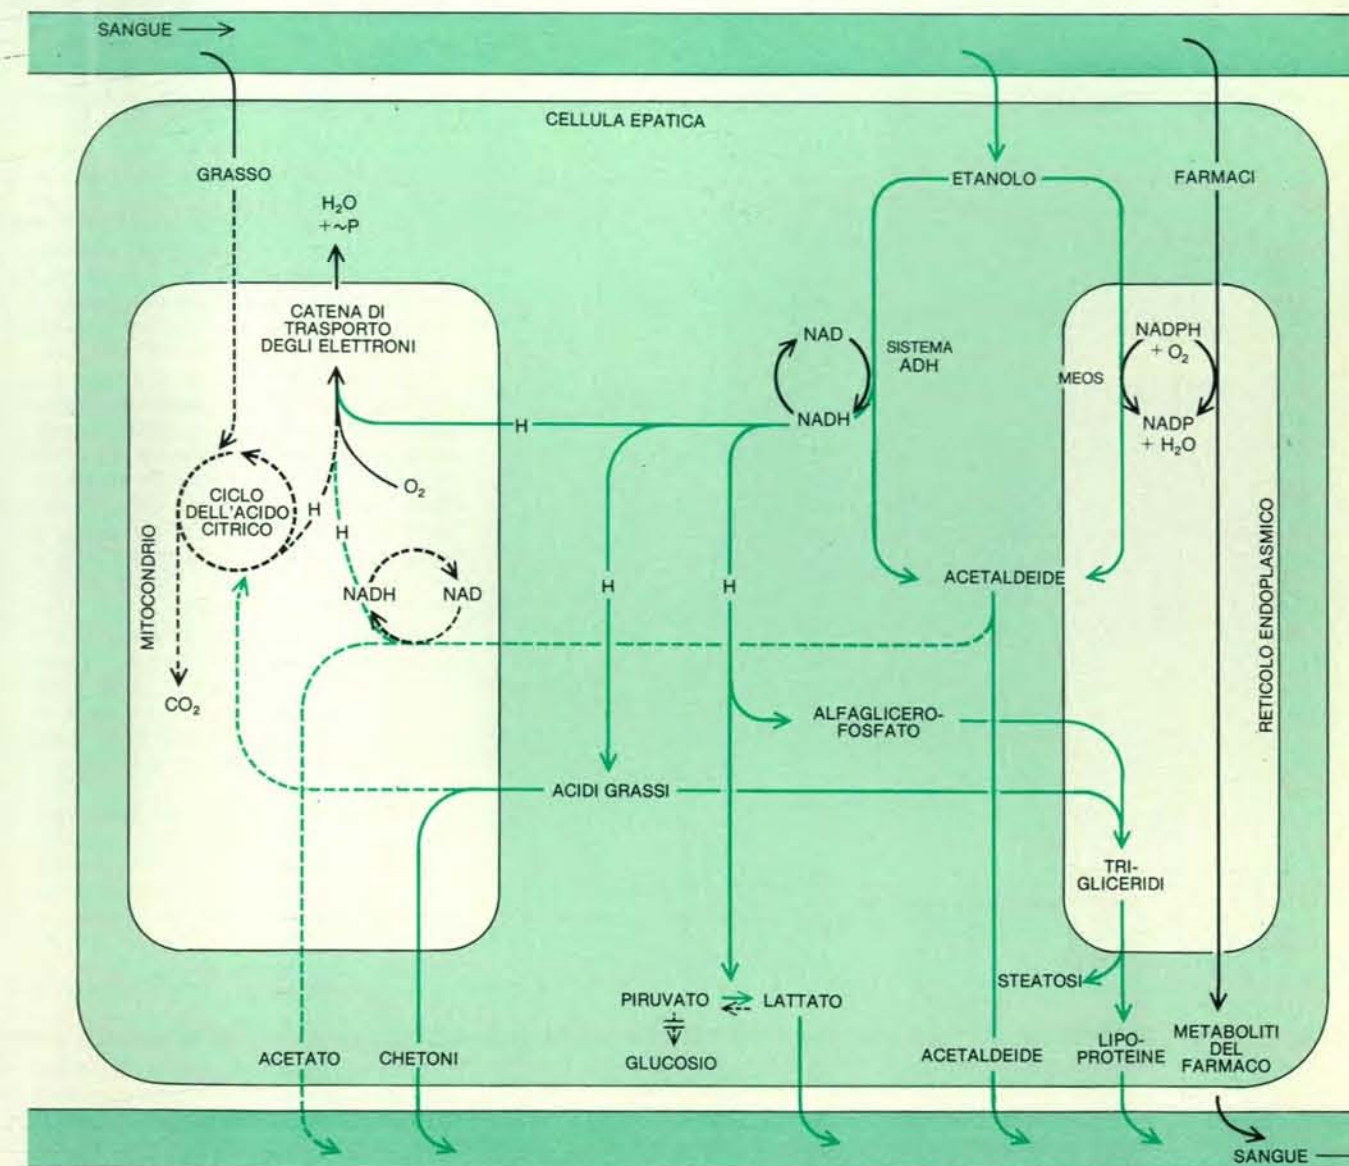 SANGUE
CELLULA EPATICA
GRASSO
ETANOLO
FARMACI
H₂O
+ ~P
CATENA DI
TRASPORTO
DEGLI ELETTRONI
NAD
SISTEMA
ADH
NADH
MEOS
NADPH
+ O₂
NADP
+ H₂O
H
O₂
CICLO
DELL'ACIDO
CITRICO
H
H
MITOCONDRIO
NADH
NAD
H
H
ACETALDEIDE
RETICOLO ENDOPLASMICO
CO₂
ALFAGLICERO-
FOSFATO
ACIDI GRASSI
TRI-
GLICERIDI
STEATOSI
PIRUVATO
LATTATO
GLUCOSIO
ACETATO
CHETONI
ACETALDEIDE
LIPO-
PROTEINE
METABOLITI
DEL
FARMACO
SANGUE